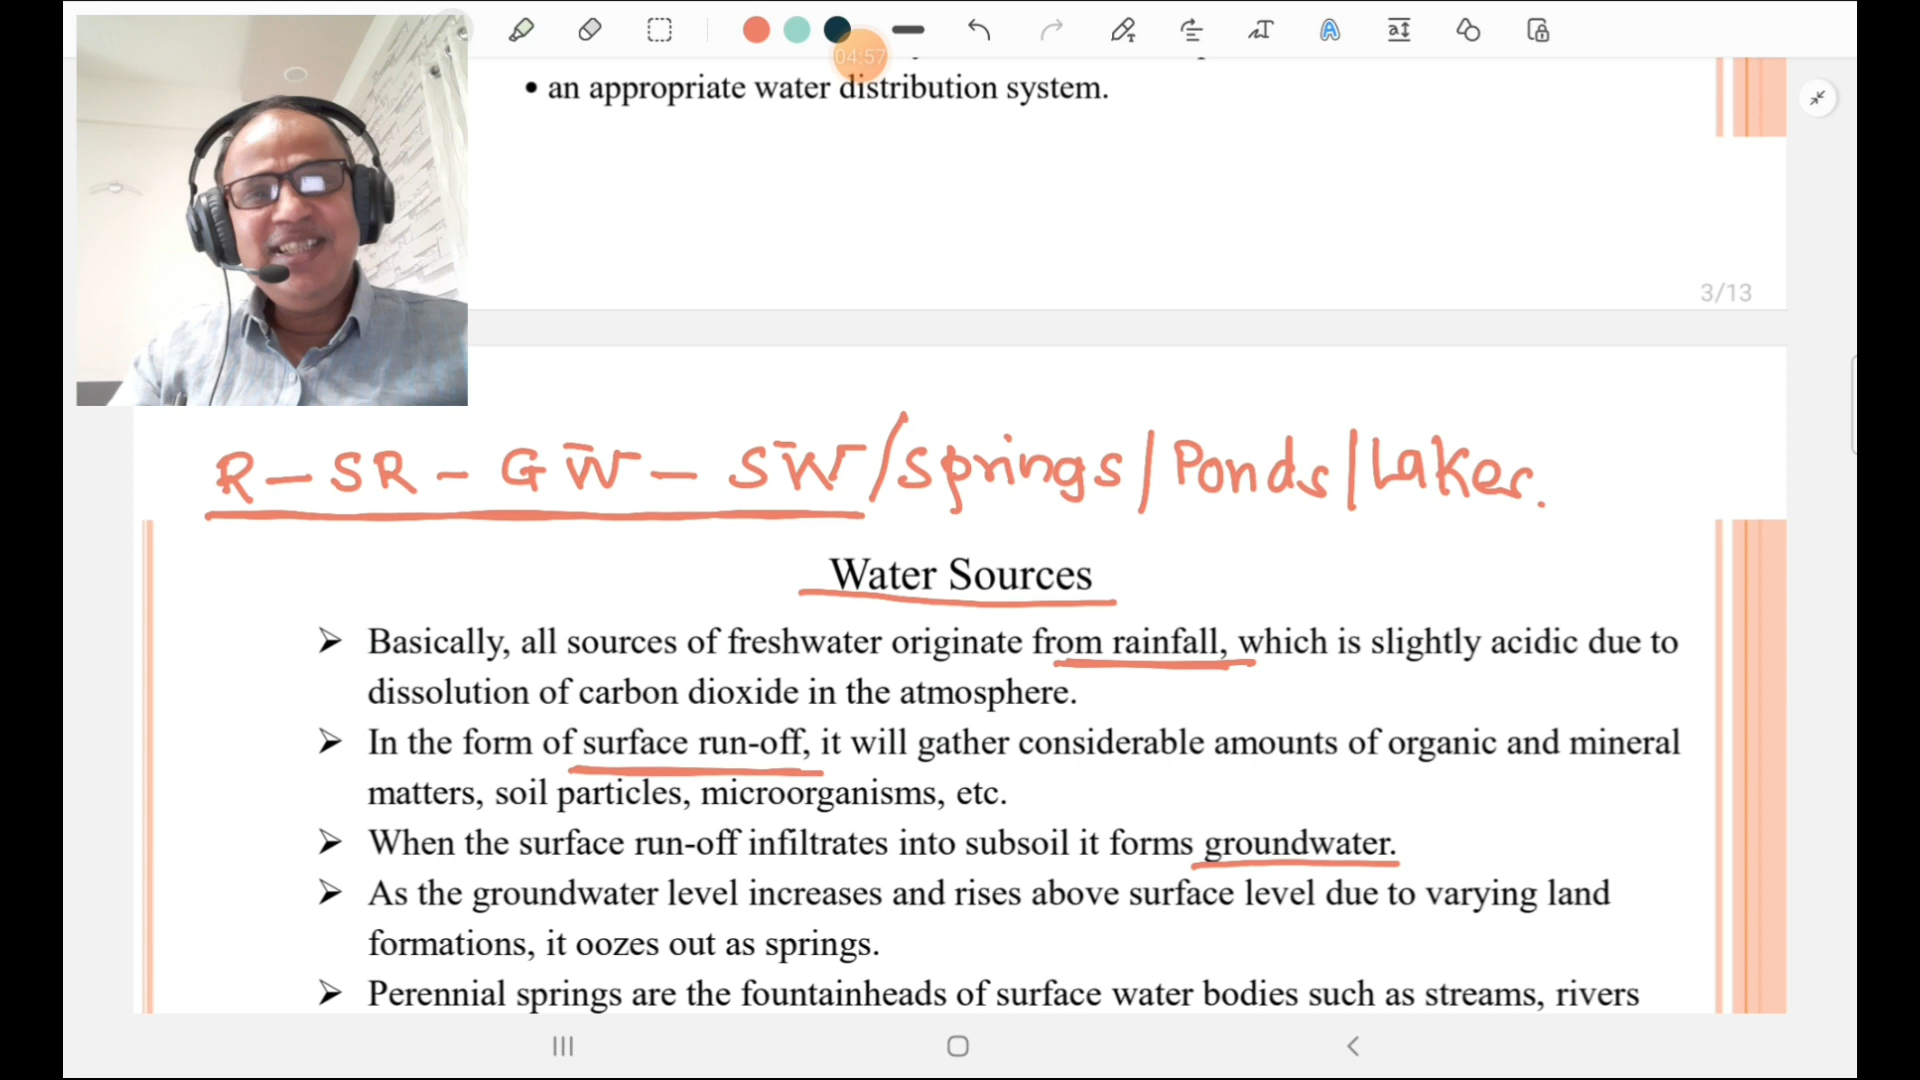 04:57
• an appropriate water distribution system.
3/13
R – SR – GW – SW/Springs/Ponds/Lakes.
Water Sources
➢ Basically, all sources of freshwater originate from rainfall, which is slightly acidic due to
dissolution of carbon dioxide in the atmosphere.
➢ In the form of surface run-off, it will gather considerable amounts of organic and mineral
matters, soil particles, microorganisms, etc.
➢ When the surface run-off infiltrates into subsoil it forms groundwater.
➢ As the groundwater level increases and rises above surface level due to varying land
formations, it oozes out as springs.
➢ Perennial springs are the fountainheads of surface water bodies such as streams, rivers